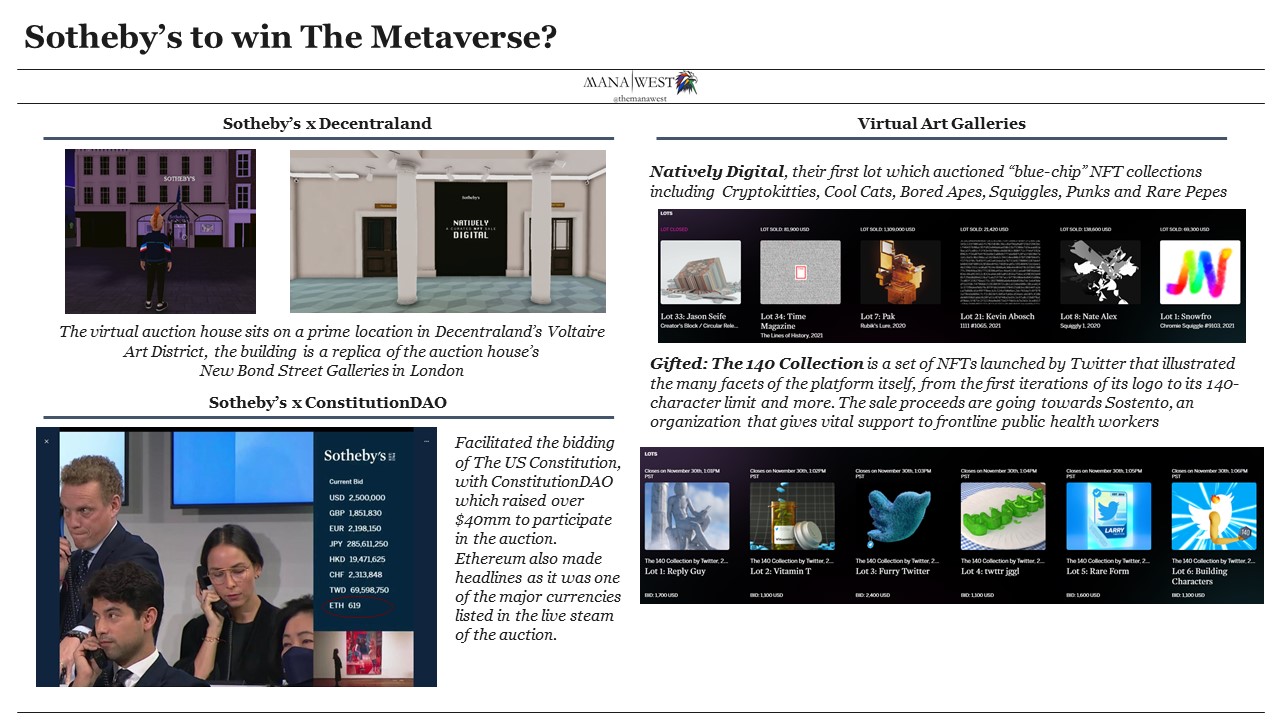 Sotheby's to win The Metaverse?
MANA WEST
@themanawest
Sotheby's x Decentraland
SOTHEBY'S
Sotheby's
NATIVELY
DIGITAL
The virtual auction house sits on a prime location in Decentraland's Voltaire
Art District, the building is a replica of the auction house's
New Bond Street Galleries in London
Sotheby's x ConstitutionDAO
Sotheby's
Current Bid
USD 2,500,000
GBP 1,851,830
EUR 2,198,150
JPY 285,611,250
HKD 19,471,625
CHF 2,313,848
TWD 69,598,750
ETH 619
Facilitated the bidding
of The US Constitution,
with ConstitutionDAO
which raised over
$40mm to participate
in the auction.
Ethereum also made
headlines as it was one
of the major currencies
listed in the live steam
of the auction.
Virtual Art Galleries
Natively Digital, their first lot which auctioned “blue-chip” NFT collections
including Cryptokitties, Cool Cats, Bored Apes, Squiggles, Punks and Rare Pepes
LOTS
LOT CLOSED LOT SOLD: 81,900 USD LOT SOLD: 1,109,000 USD LOT SOLD: 21,420 USD LOT SOLD: 138,600 USD LOT SOLD: 69,300 USD
Lot 33: Jason Seife Lot 34: Time Lot 7: Pak Lot 21: Kevin Abosch Lot 8: Nate Alex Lot 1: Snowfro
Creator's Block / Circular Rele... Magazine Rubik's Lure, 2020 1111 #1065, 2021 Squiggly 1, 2020 Chromie Squiggle #9103, 2021
The Lines of History, 2021
Gifted: The 140 Collection is a set of NFTs launched by Twitter that illustrated
the many facets of the platform itself, from the first iterations of its logo to its 140-
character limit and more. The sale proceeds are going towards Sostento, an
organization that gives vital support to frontline public health workers
LOTS
Closes on November 30th, 1:01PM Closes on November 30th, 1:02PM Closes on November 30th, 1:03PM Closes on November 30th, 1:04PM Closes on November 30th, 1:05PM Closes on November 30th, 1:06PM
PST PST PST PST PST PST
LARRY
The 140 Collection by Twitter, 2... The 140 Collection by Twitter, 2... The 140 Collection by Twitter, 2... The 140 Collection by Twitter, 2... The 140 Collection by Twitter, 2... The 140 Collection by Twitter, 2...
Lot 1: Reply Guy Lot 2: Vitamin T Lot 3: Furry Twitter Lot 4: twttr jggl Lot 5: Rare Form Lot 6: Building
Characters
BID: 1,700 USD BID: 1,100 USD BID: 2,400 USD BID: 1,100 USD BID: 1,600 USD BID: 1,100 USD